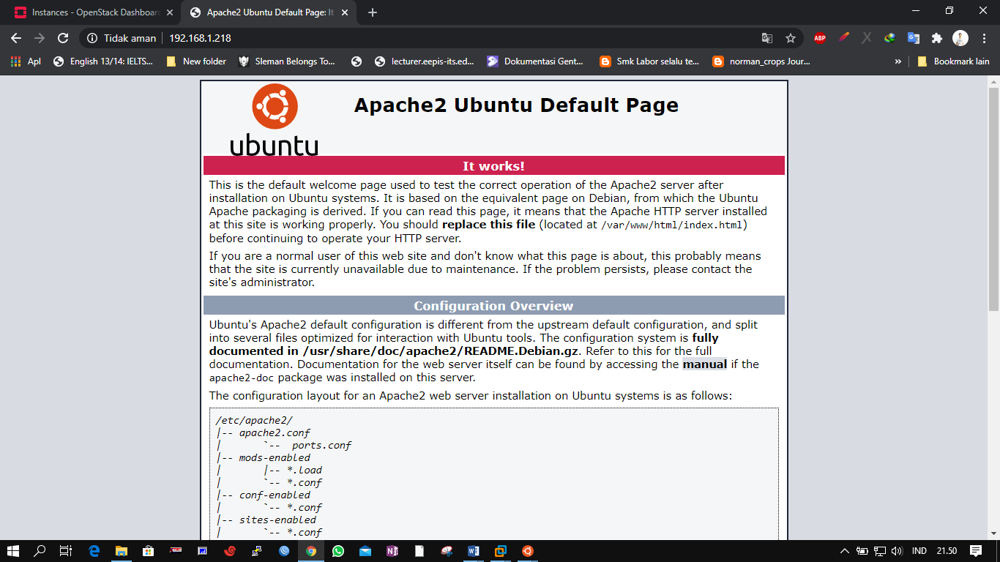 Instances - OpenStack Dashboar
Apache2 Ubuntu Default Page: It
Tidak aman
192.168.1.218
ABP
Apl
English 13/14: IELTS...
New folder
Sleman Belongs To...
lecturer.eepis-its.ed...
Dokumentasi Gent...
Smk Labor selalu te...
norman_crops Jour...
»
Bookmark lain
ubuntu
Apache2 Ubuntu Default Page
It works!
This is the default welcome page used to test the correct operation of the Apache2 server after
installation on Ubuntu systems. It is based on the equivalent page on Debian, from which the Ubuntu
Apache packaging is derived. If you can read this page, it means that the Apache HTTP server installed
at this site is working properly. You should replace this file (located at /var/www/html/index.html)
before continuing to operate your HTTP server.
If you are a normal user of this web site and don't know what this page is about, this probably means
that the site is currently unavailable due to maintenance. If the problem persists, please contact the
site's administrator.
Configuration Overview
Ubuntu's Apache2 default configuration is different from the upstream default configuration, and split
into several files optimized for interaction with Ubuntu tools. The configuration system is fully
documented in /usr/share/doc/apache2/README.Debian.gz. Refer to this for the full
documentation. Documentation for the web server itself can be found by accessing the manual if the
apache2-doc package was installed on this server.
The configuration layout for an Apache2 web server installation on Ubuntu systems is as follows:
/etc/apache2/
|-- apache2.conf
|       `--  ports.conf
|-- mods-enabled
|       |-- *.load
|       `-- *.conf
|-- conf-enabled
|       `-- *.conf
|-- sites-enabled
|       `-- *.conf
IND
21.50